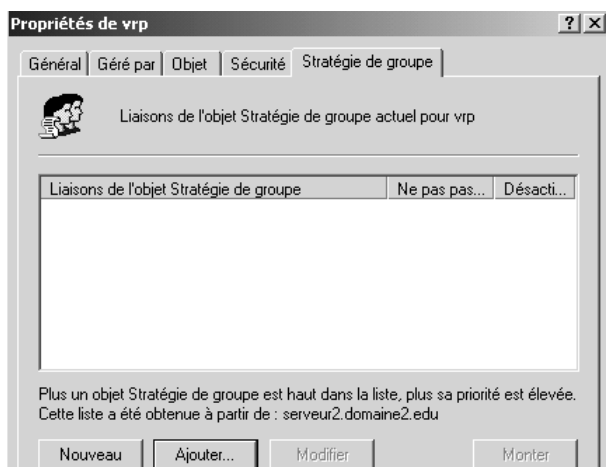 Propriétés de vrp
Général Géré par Objet Sécurité Stratégie de groupe
Liaisons de l'objet Stratégie de groupe actuel pour vrp
Liaisons de l'objet Stratégie de groupe Ne pas pas... Désacti...
Plus un objet Stratégie de groupe est haut dans la liste, plus sa priorité est élevée.
Cette liste a été obtenue à partir de : serveur2.domaine2.edu
Nouveau Ajouter... Modifier Monter